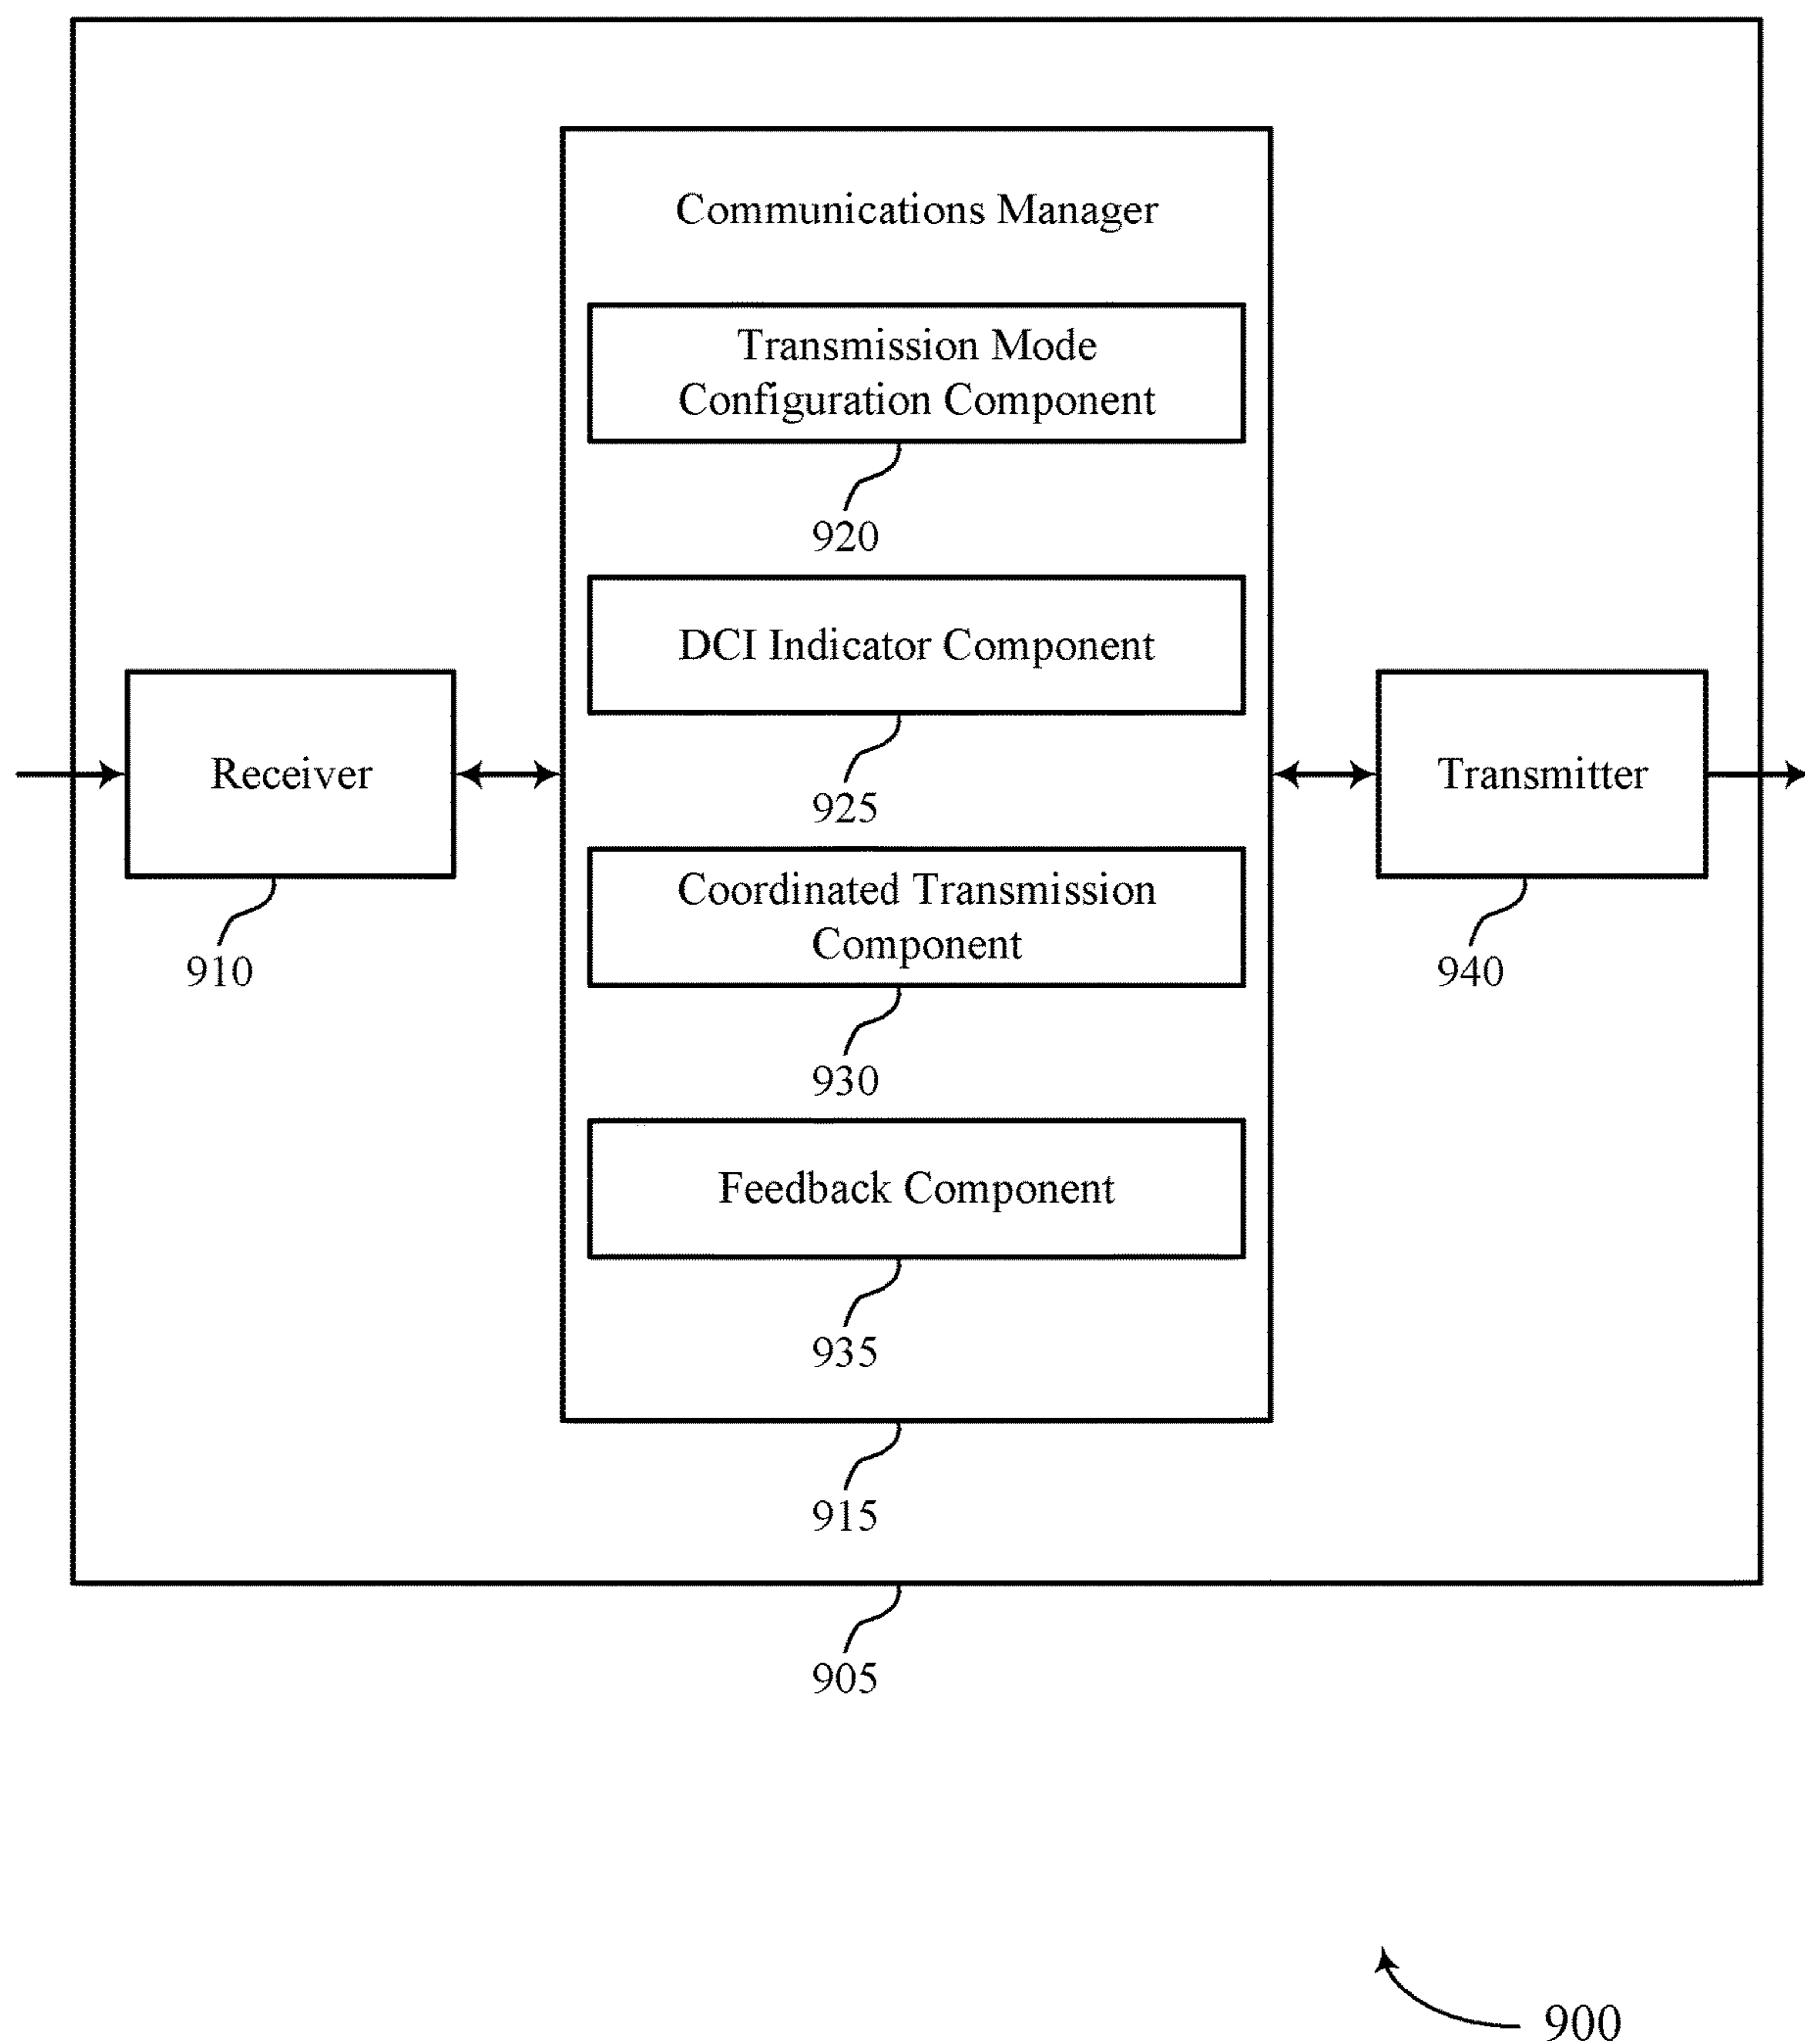 Communications Manager
Transmission Mode
Configuration Component
920
DCI Indicator Component
925
Receiver
910
Transmitter
940
Coordinated Transmission
Component
930
Feedback Component
935
915
905
900